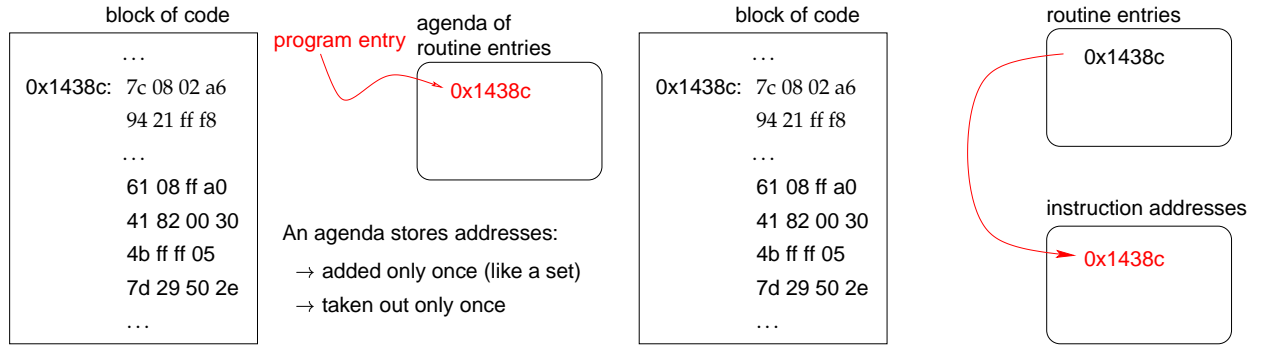 block of code
...
0x1438c: 7c 08 02 a6
94 21 ff f8
...
61 08 ff a0
41 82 00 30
4b ff ff 05
7d 29 50 2e
...
program entry
agenda of
routine entries
0x1438c
An agenda stores addresses:
→ added only once (like a set)
→ taken out only once
block of code
...
0x1438c: 7c 08 02 a6
94 21 ff f8
...
61 08 ff a0
41 82 00 30
4b ff ff 05
7d 29 50 2e
...
routine entries
0x1438c
instruction addresses
0x1438c